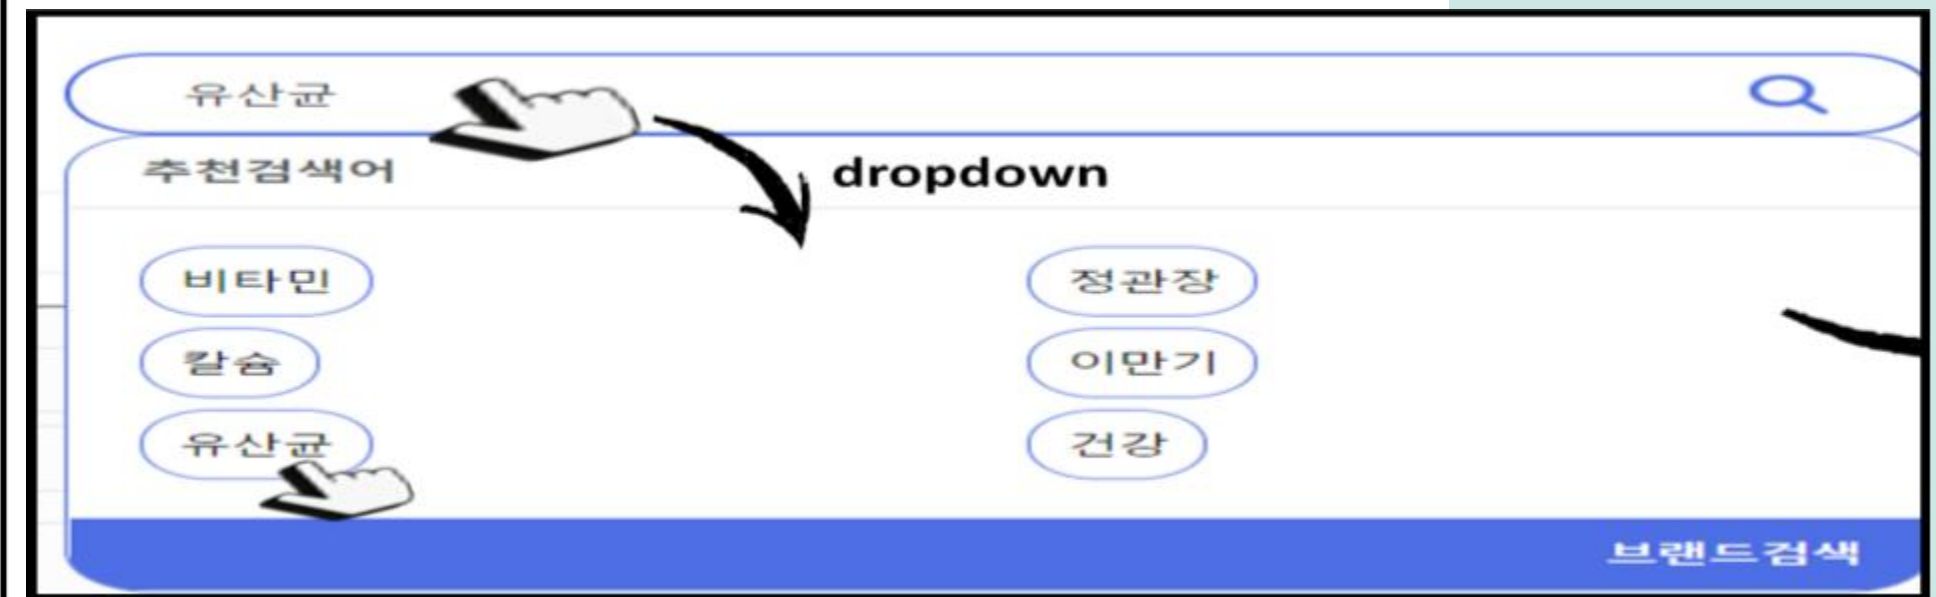 유산균
추천검색어
dropdown
비타민 정관장
칼슘 이만기
유산균 건강
브랜드검색